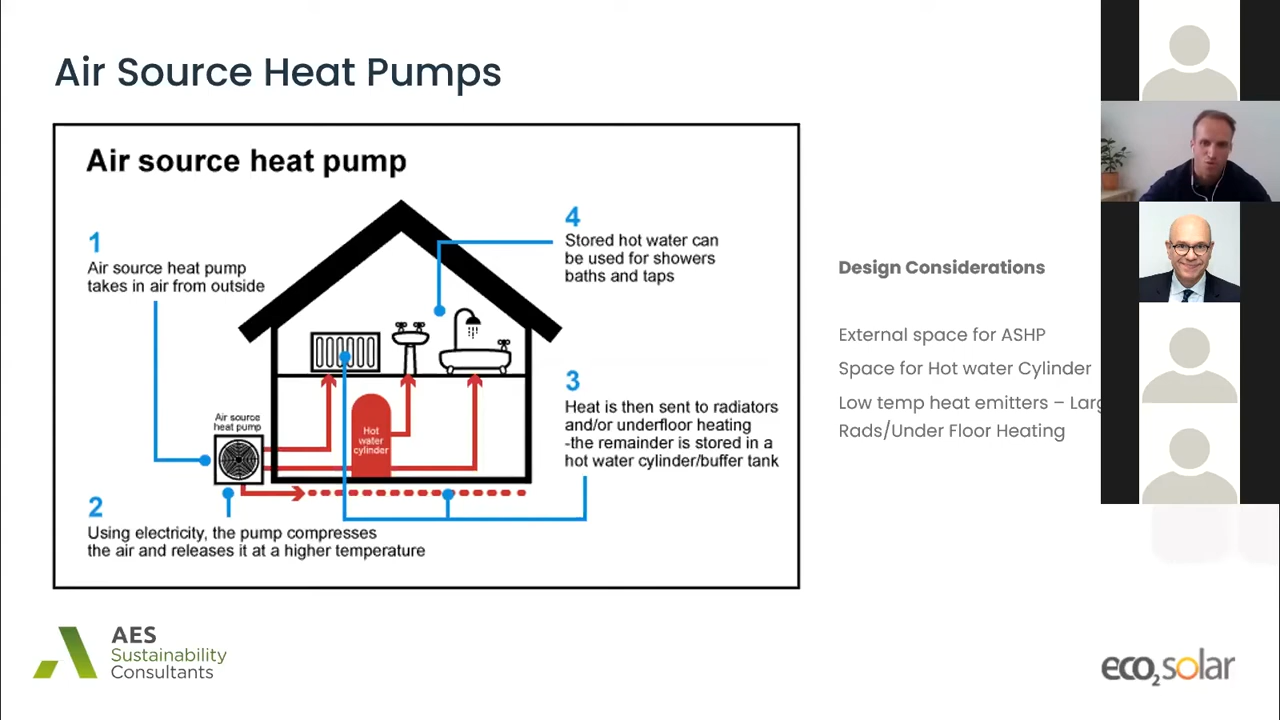 Air Source Heat Pumps
Air source heat pump
1
Air source heat pump
takes in air from outside
4
Stored hot water can
be used for showers
baths and taps
3
Heat is then sent to radiators
and/or underfloor heating
-the remainder is stored in a
hot water cylinder/buffer tank
Air source
heat pump
Hot
water
cylinder
2
Using electricity, the pump compresses
the air and releases it at a higher temperature
Design Considerations
External space for ASHP
Space for Hot water Cylinder
Low temp heat emitters –
Rads/Under Floor Heating
AES
Sustainability
Consultants
eco2solar